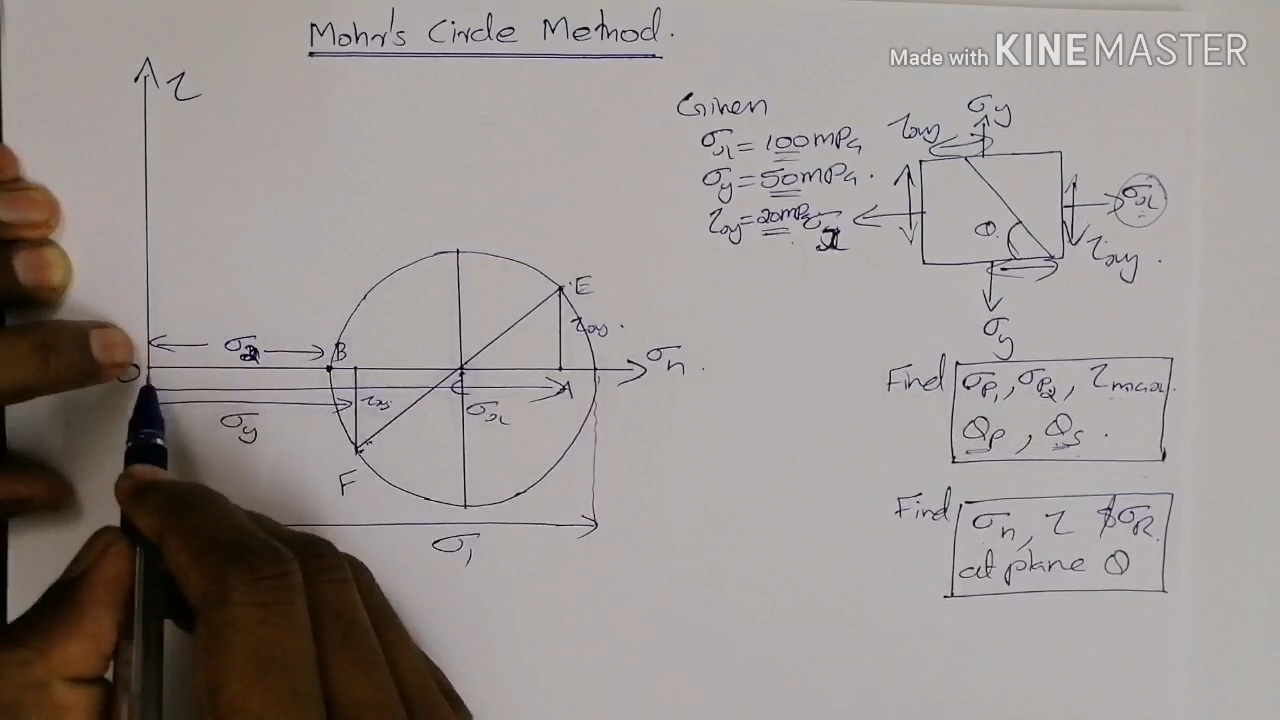 Mohr's Circle Method.
Made with KINEMASTER
τ
Given
σx = 100 MPa
σy = 50 MPa.
τxy = 20 MPa
σx
σy
τxy
σx
θ
τxy.
σy
E
τxy.
B
σn.
σy
τxy
σx
A
F
σ1
Find σP1, σP2, τmax.
θP, θS.
Find σn, τ & σR.
at plane θ